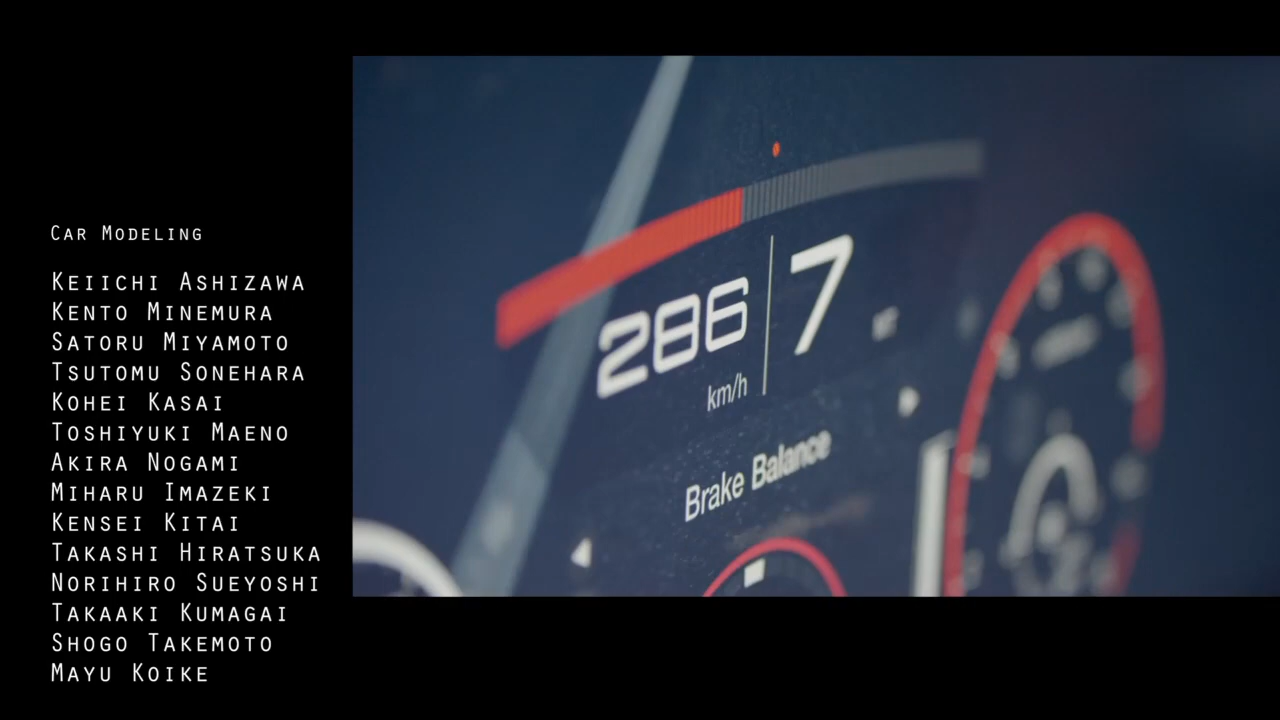 Car Modeling
Keiichi Ashizawa
Kento Minemura
Satoru Miyamoto
Tsutomu Sonehara
Kohei Kasai
Toshiyuki Maeno
Akira Nogami
Miharu Imazeki
Kensei Kitai
Takashi Hiratsuka
Norihiro Sueyoshi
Takaaki Kumagai
Shogo Takemoto
Mayu Koike
286 7
km/h
Brake Balance